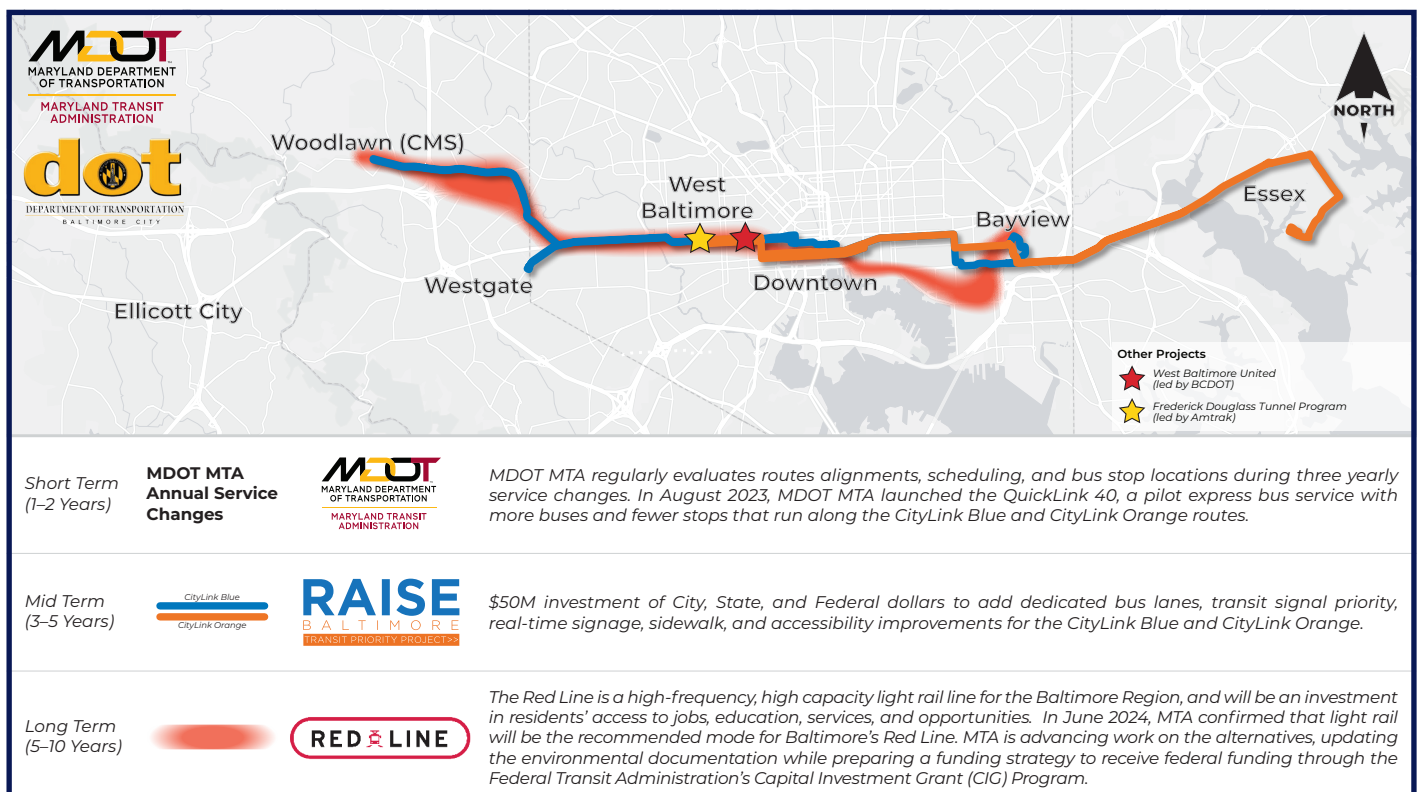 MDOT
MARYLAND DEPARTMENT
OF TRANSPORTATION
MARYLAND TRANSIT
ADMINISTRATION
dot
DEPARTMENT OF TRANSPORTATION
BALTIMORE CITY
NORTH
Woodlawn (CMS)
West
Baltimore
Essex
Bayview
Westgate
Downtown
Ellicott City
Other Projects
West Baltimore United
(led by BCDOT)
Frederick Douglass Tunnel Program
(led by Amtrak)
Short Term
(1–2 Years)
MDOT MTA
Annual Service
Changes
MDOT
MARYLAND DEPARTMENT
OF TRANSPORTATION
MARYLAND TRANSIT
ADMINISTRATION
MDOT MTA regularly evaluates routes alignments, scheduling, and bus stop locations during three yearly
service changes. In August 2023, MDOT MTA launched the QuickLink 40, a pilot express bus service with
more buses and fewer stops that run along the CityLink Blue and CityLink Orange routes.
Mid Term
(3–5 Years)
CityLink Blue
CityLink Orange
RAISE
BALTIMORE
TRANSIT PRIORITY PROJECT>>
$50M investment of City, State, and Federal dollars to add dedicated bus lanes, transit signal priority,
real-time signage, sidewalk, and accessibility improvements for the CityLink Blue and CityLink Orange.
Long Term
(5–10 Years)
RED LINE
The Red Line is a high-frequency, high capacity light rail line for the Baltimore Region, and will be an investment
in residents' access to jobs, education, services, and opportunities. In June 2024, MTA confirmed that light rail
will be the recommended mode for Baltimore's Red Line. MTA is advancing work on the alternatives, updating
the environmental documentation while preparing a funding strategy to receive federal funding through the
Federal Transit Administration's Capital Investment Grant (CIG) Program.